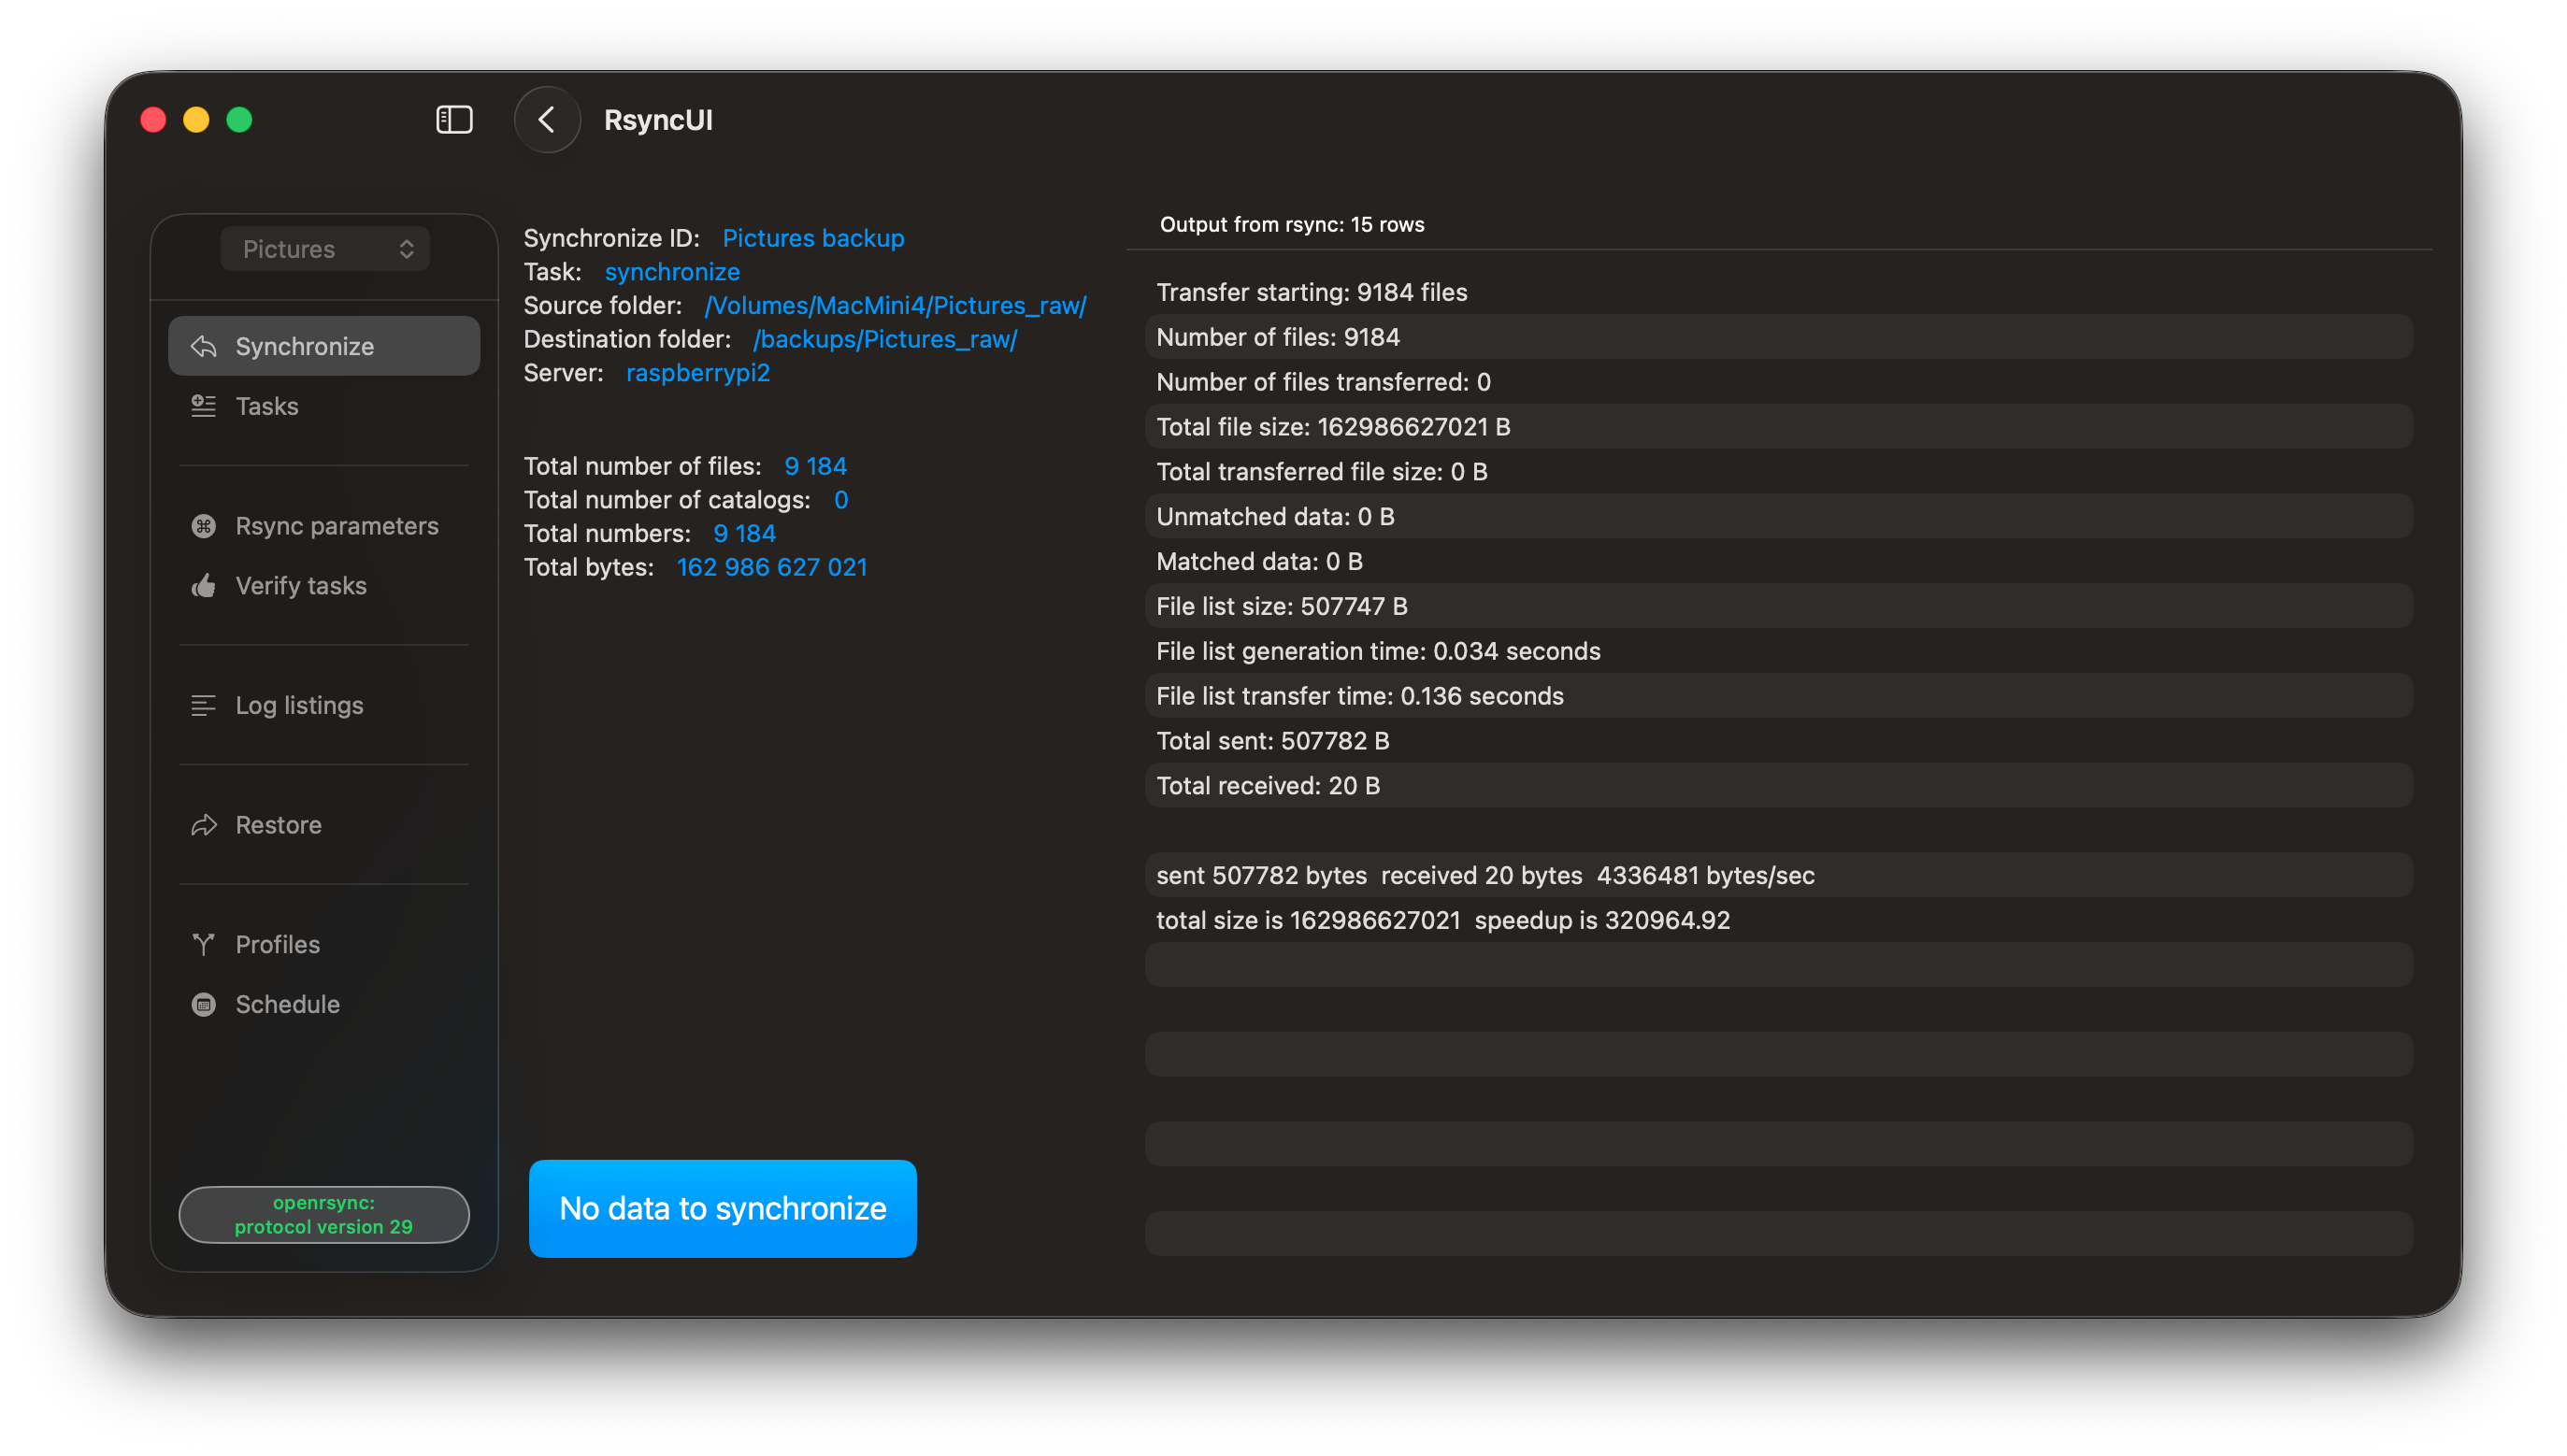 RsyncUI
Pictures
Synchronize
Tasks
Rsync parameters
Verify tasks
Log listings
Restore
Profiles
Schedule
openrsync:
protocol version 29
Synchronize ID: Pictures backup
Task: synchronize
Source folder: /Volumes/MacMini4/Pictures_raw/
Destination folder: /backups/Pictures_raw/
Server: raspberrypi2
Total number of files: 9 184
Total number of catalogs: 0
Total numbers: 9 184
Total bytes: 162 986 627 021
No data to synchronize
Output from rsync: 15 rows
Transfer starting: 9184 files
Number of files: 9184
Number of files transferred: 0
Total file size: 162986627021 B
Total transferred file size: 0 B
Unmatched data: 0 B
Matched data: 0 B
File list size: 507747 B
File list generation time: 0.034 seconds
File list transfer time: 0.136 seconds
Total sent: 507782 B
Total received: 20 B
sent 507782 bytes  received 20 bytes  4336481 bytes/sec
total size is 162986627021  speedup is 320964.92